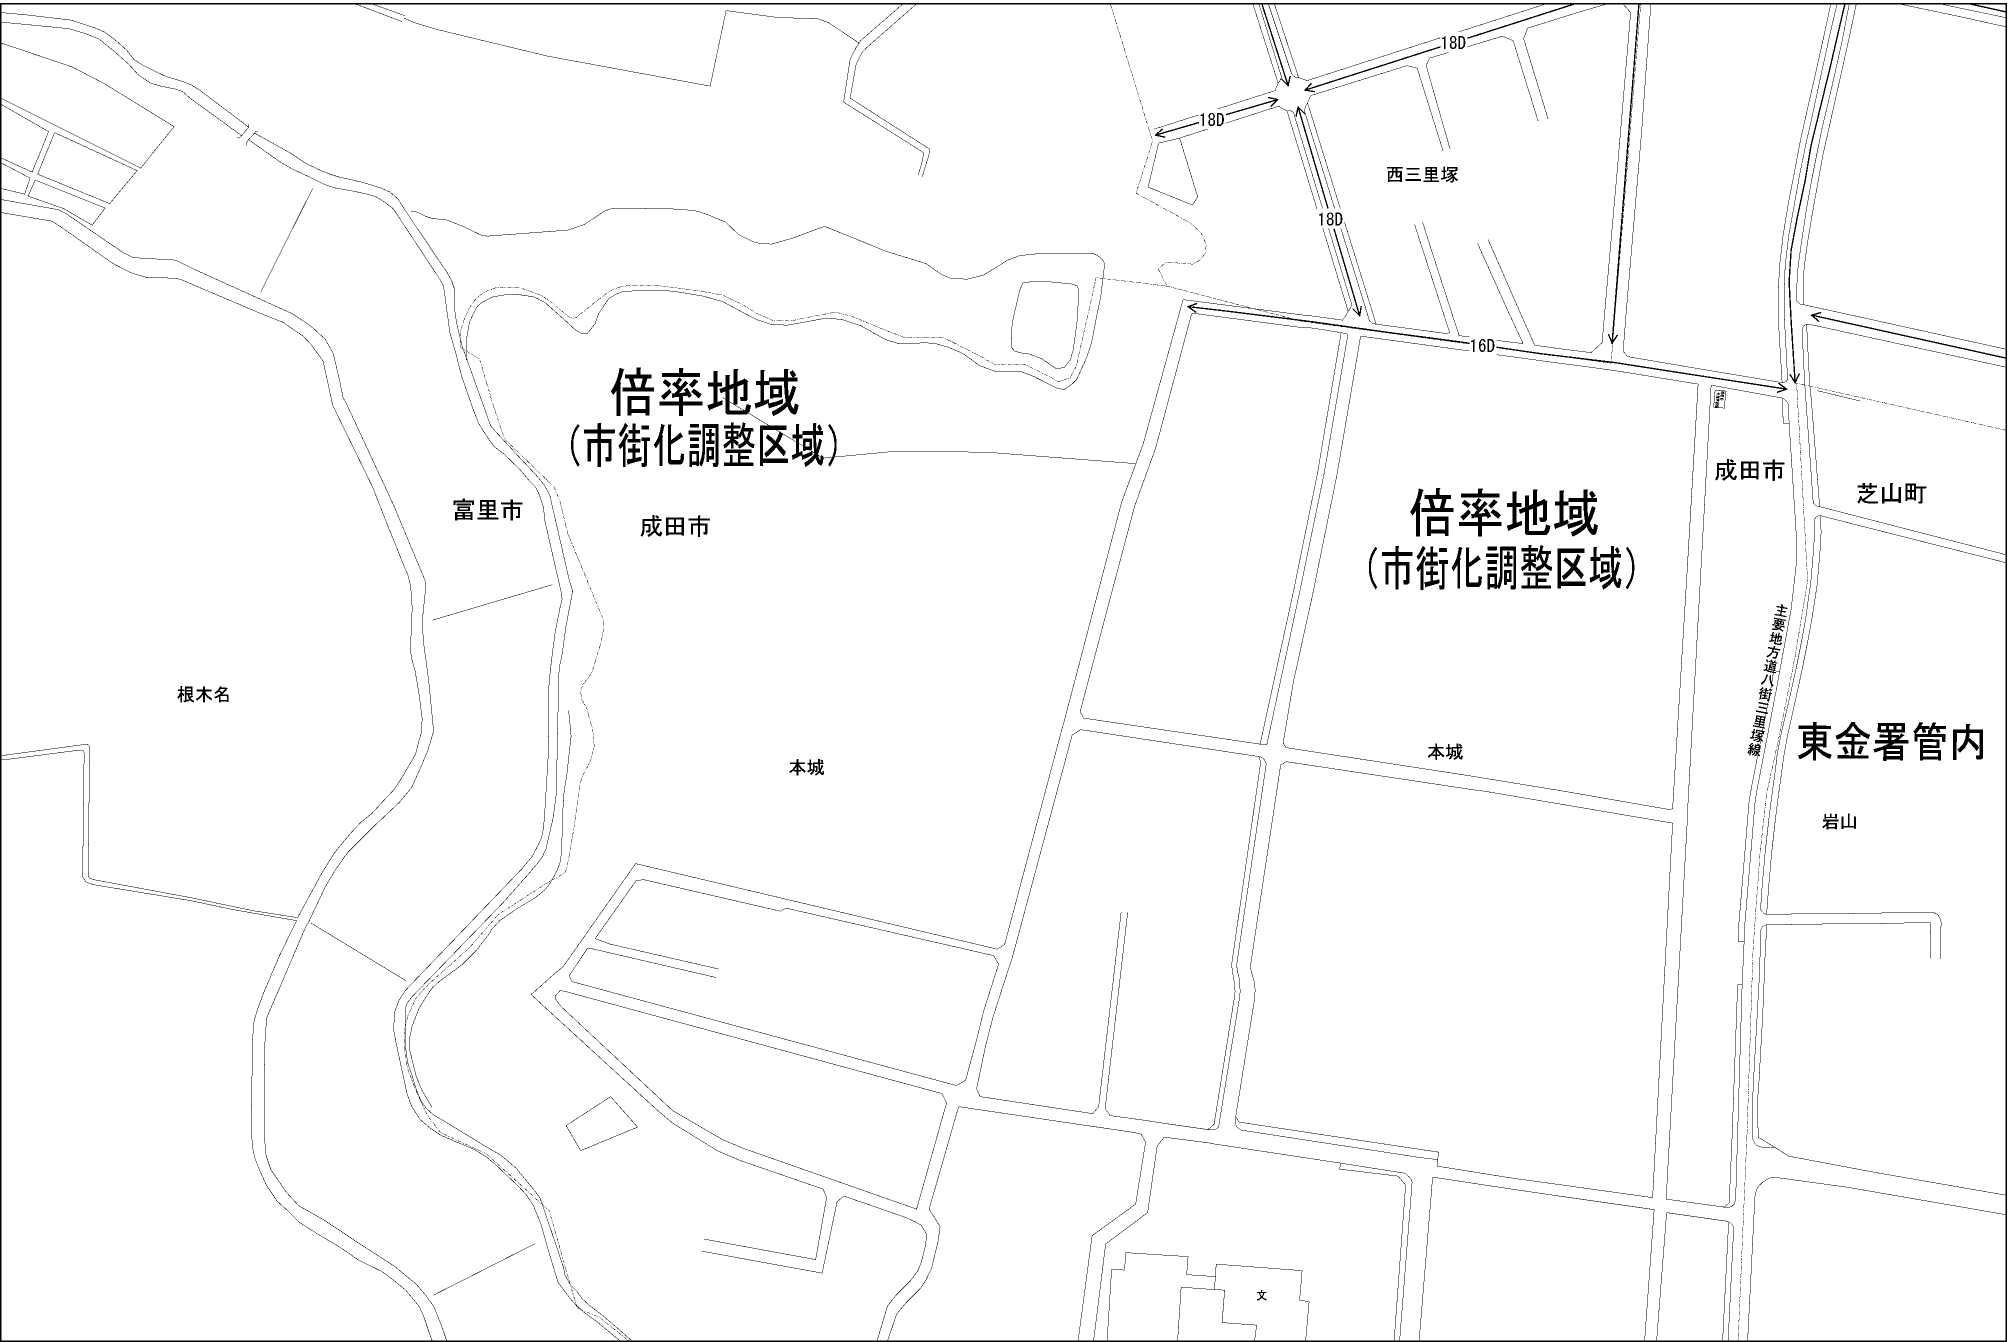 18D
18D
西三里塚
18D
16D
倍率地域
(市街化調整区域)
成田市
芝山町
富里市
成田市
倍率地域
(市街化調整区域)
主要地方道八街三里塚線
根木名
東金署管内
本城
本城
岩山
文